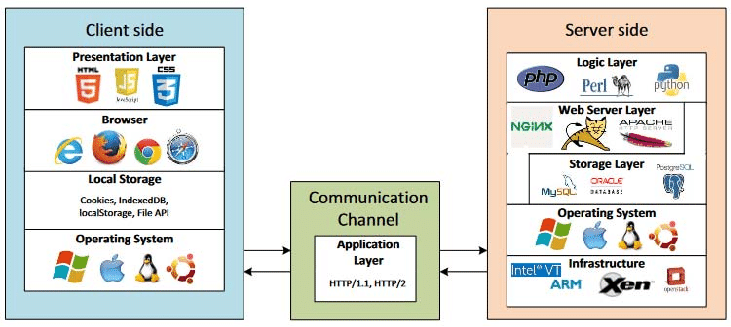 Client side
Presentation Layer
HTML
5
JS
JavaScript
CSS
3
Browser
Local Storage
Cookies, IndexedDB,
localStorage, File API
Operating System
Communication
Channel
Application
Layer
HTTP/1.1, HTTP/2
Server side
Logic Layer
php
Perl
python
Web Server Layer
NGINX
APACHE
HTTP SERVER
Storage Layer
MySQL
ORACLE
DATABASE
PostgreSQL
Operating System
Infrastructure
Intel® VT
ARM
Xen
openstack